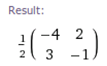 Result:
1/2 ( -4 2
3 -1 )